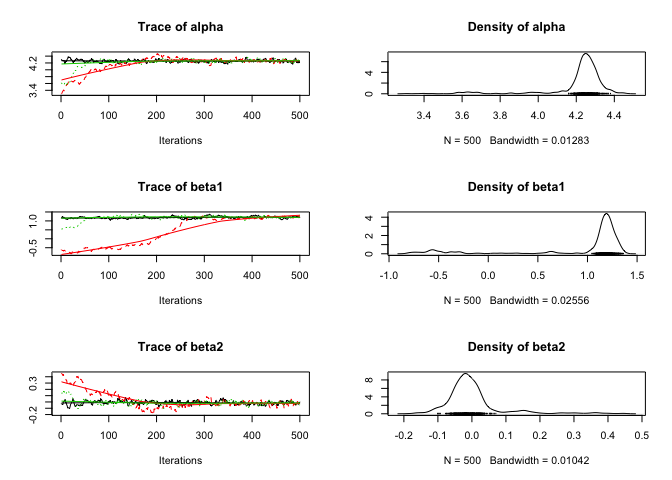 Trace of alpha
3.4 4.2
0 100 200 300 400 500
Iterations
Density of alpha
0 4
3.4 3.6 3.8 4.0 4.2 4.4
N = 500 Bandwidth = 0.01283
Trace of beta1
-0.5 1.0
0 100 200 300 400 500
Iterations
Density of beta1
0 2 4
-1.0 -0.5 0.0 0.5 1.0 1.5
N = 500 Bandwidth = 0.02556
Trace of beta2
-0.2 0.3
0 100 200 300 400 500
Iterations
Density of beta2
0 4 8
-0.2 -0.1 0.0 0.1 0.2 0.3 0.4 0.5
N = 500 Bandwidth = 0.01042